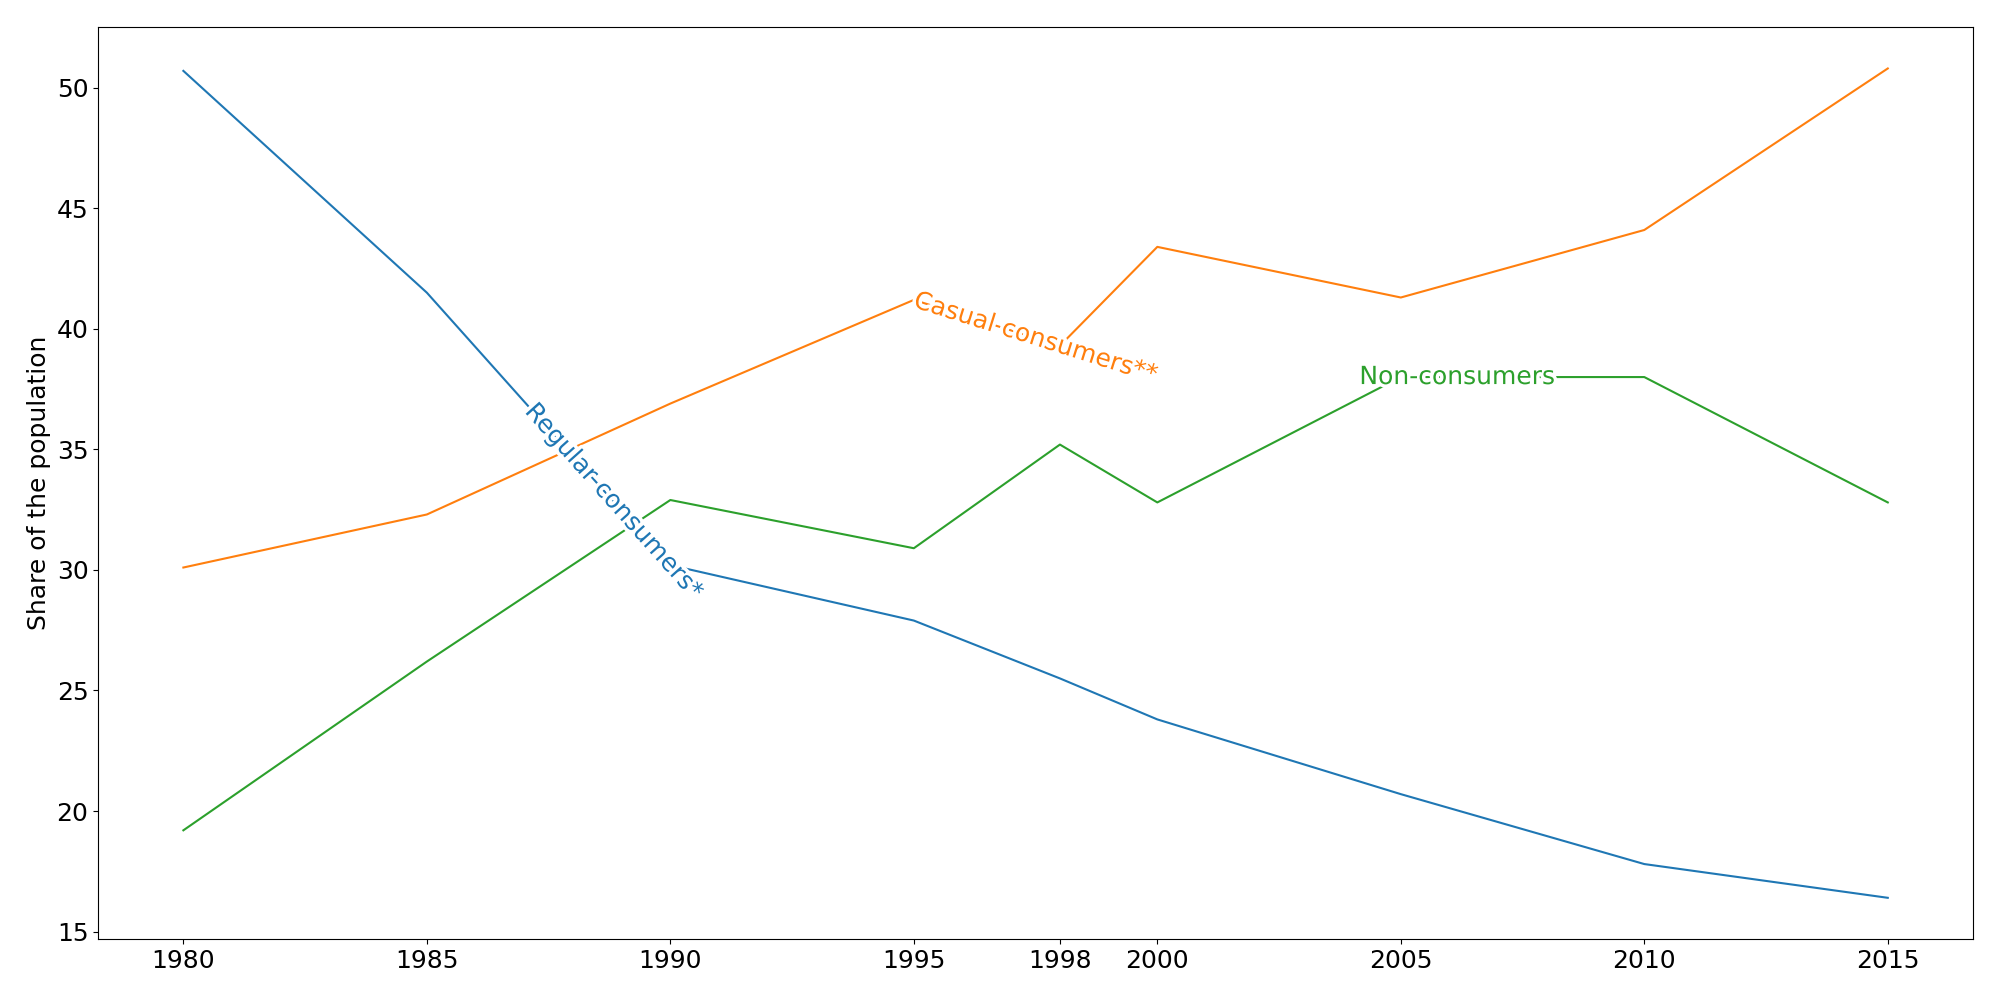 50
45
40
35
30
25
20
15
Share of the population
Regular consumers*
Casual consumers**
Non-consumers
1980 1985 1990 1995 1998 2000 2005 2010 2015